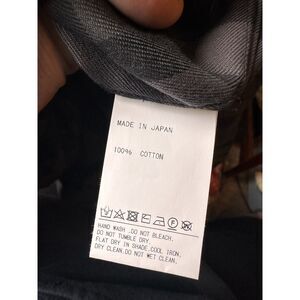 MADE IN JAPAN
100% COTTON
HAND WASH .DO NOT BLEACH.
DO NOT TUMBLE DRY.
FLAT DRY IN SHADE.COOL IRON.
DRY CLEAN.DO NOT WET CLEAN.